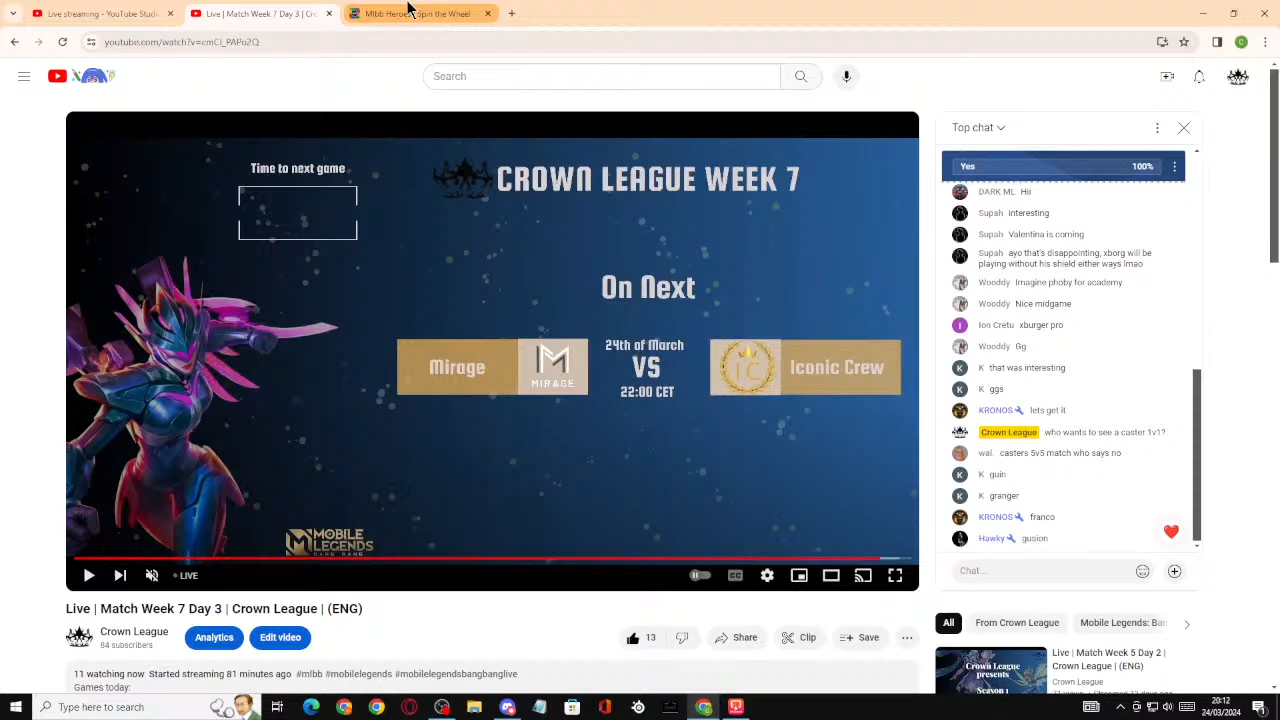 Live streaming - YouTube Studi
Live | Match Week 7 Day 3 | Cro
Mlbb Heroes | Spin the Wheel
youtube.com/watch?v=cmCl_PAPo2Q
C
Search
Top chat
Time to next game
CROWN LEAGUE WEEK 7
On Next
Mirage
MIRAGE
24th of March
VS
22:00 CET
IC
Iconic Crew
MOBILE
LEGENDS
BANG BANG
LIVE
CC
Yes 100%
DARK ML Hii
Supah interesting
Supah Valentina is coming
Supah ayo that's disappointing, xborg will be
playing without his shield either ways lmao
Wooddy Imagine phoby for academy
Wooddy Nice midgame
I Ion Cretu xburger pro
Wooddy Gg
K K that was interesting
K K ggs
KRONOS lets get it
Crown League who wants to see a caster 1v1?
wal. casters 5v5 match who says no
K K guin
K K granger
KRONOS franco
Hawky gusion
Chat...
Live | Match Week 7 Day 3 | Crown League | (ENG)
Crown League
84 subscribers
Analytics
Edit video
13
Share
Clip
Save
11 watching now Started streaming 81 minutes ago #mlbb #mobilelegends #mobilelegendsbangbanglive
Games today:
All
From Crown League
Mobile Legends: Ban
Crown League
presents
Season 1
Live | Match Week 5 Day 2 |
Crown League | (ENG)
Crown League
Type here to search
20:12
24/03/2024